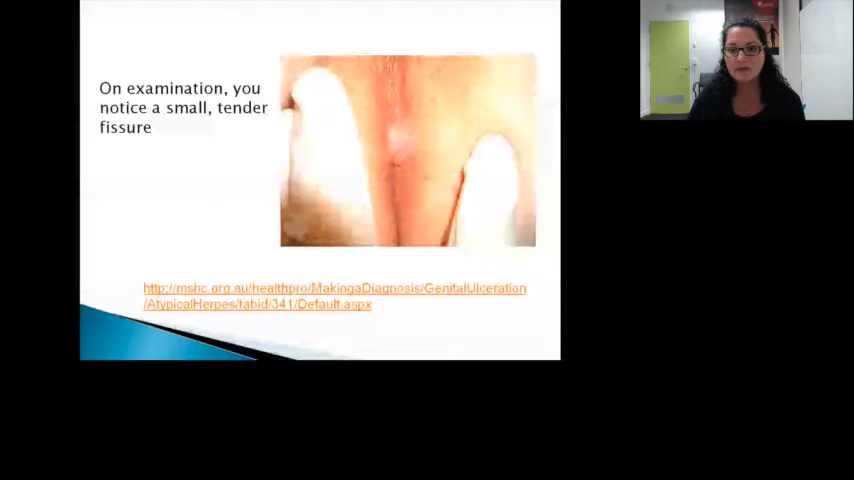 On examination, you
notice a small, tender
fissure
http://mshc.org.au/healthpro/MakingaDiagnosis/GenitalUlceration
/AtypicalHerpes/tabid/341/Default.aspx